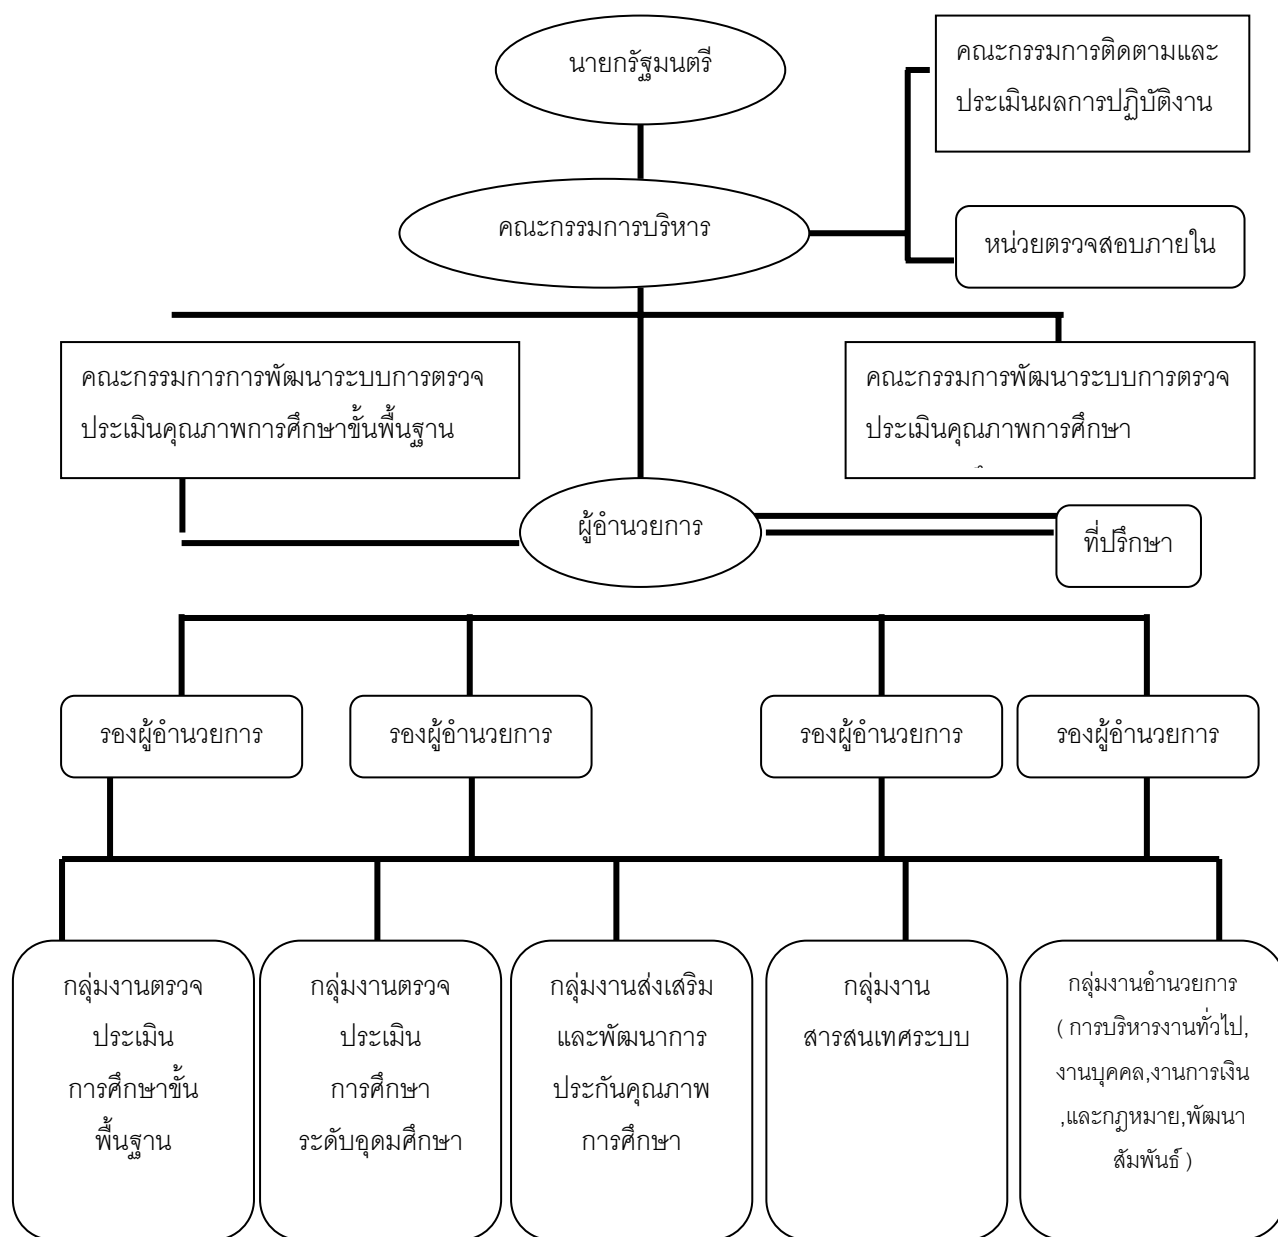 นายกรัฐมนตรี
คณะกรรมการติดตามและ
ประเมินผลการปฏิบัติงาน
คณะกรรมการบริหาร
หน่วยตรวจสอบภายใน
คณะกรรมการการพัฒนาระบบการตรวจ
ประเมินคุณภาพการศึกษาขั้นพื้นฐาน
คณะกรรมการพัฒนาระบบการตรวจ
ประเมินคุณภาพการศึกษา
ผู้อำนวยการ
ที่ปรึกษา
รองผู้อำนวยการ
รองผู้อำนวยการ
รองผู้อำนวยการ
รองผู้อำนวยการ
กลุ่มงานตรวจ
ประเมิน
การศึกษาขั้น
พื้นฐาน
กลุ่มงานตรวจ
ประเมิน
การศึกษา
ระดับอุดมศึกษา
กลุ่มงานส่งเสริม
และพัฒนาการ
ประกันคุณภาพ
การศึกษา
กลุ่มงาน
สารสนเทศระบบ
กลุ่มงานอำนวยการ
( การบริหารงานทั่วไป,
งานบุคคล,งานการเงิน
,และกฎหมาย,พัฒนา
สัมพันธ์ )